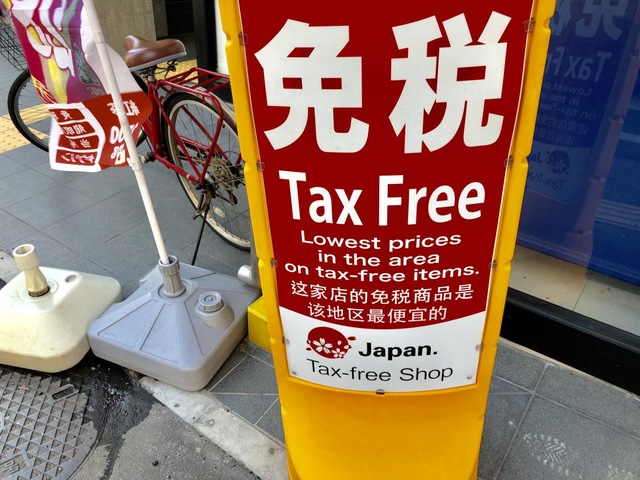 免税
Tax Free
Lowest prices
in the area
on tax-free items.
这家店的免税商品是
该地区最便宜的
Japan.
Tax-free Shop